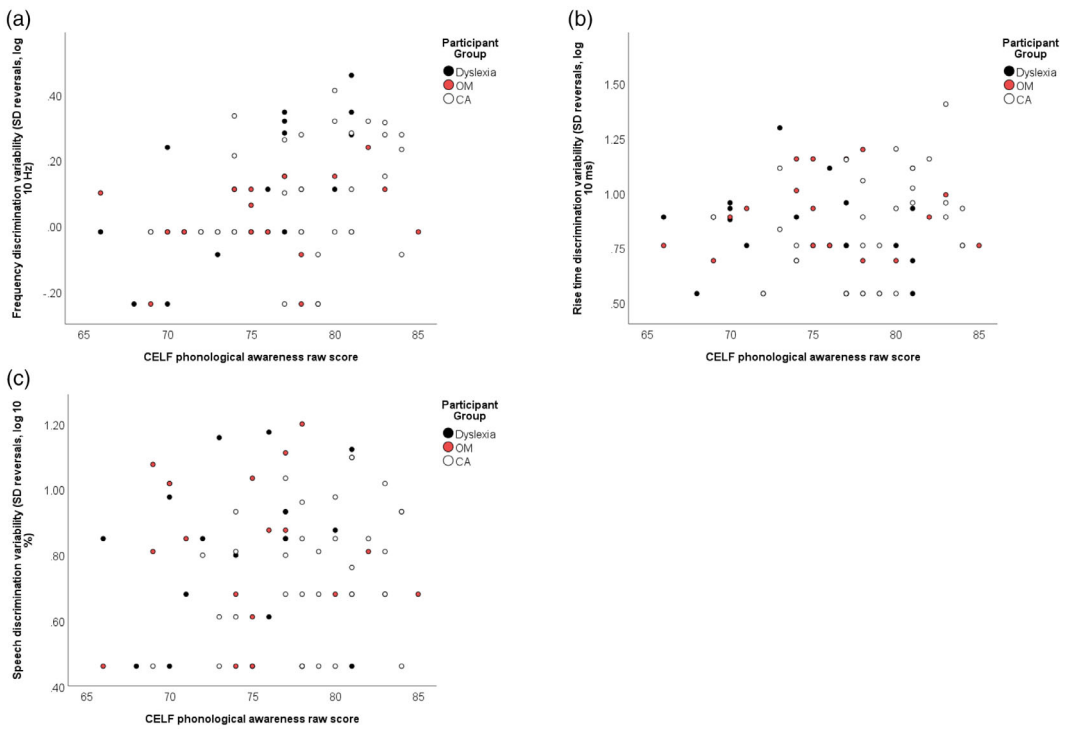 (a)
Frequency discrimination variability (SD reversals, log
10 Hz)
.40
.20
.00
-.20
65 70 75 80 85
CELF phonological awareness raw score
Participant
Group
Dyslexia
OM
CA
(b)
Rise time discrimination variability (SD reversals, log
10 ms)
1.50
1.25
1.00
0.75
.50
65 70 75 80 85
CELF phonological awareness raw score
Participant
Group
Dyslexia
OM
CA
(c)
Speech discrimination variability (SD reversals, log 10
%)
1.20
1.00
.80
.60
.40
65 70 75 80 85
CELF phonological awareness raw score
Participant
Group
Dyslexia
OM
CA